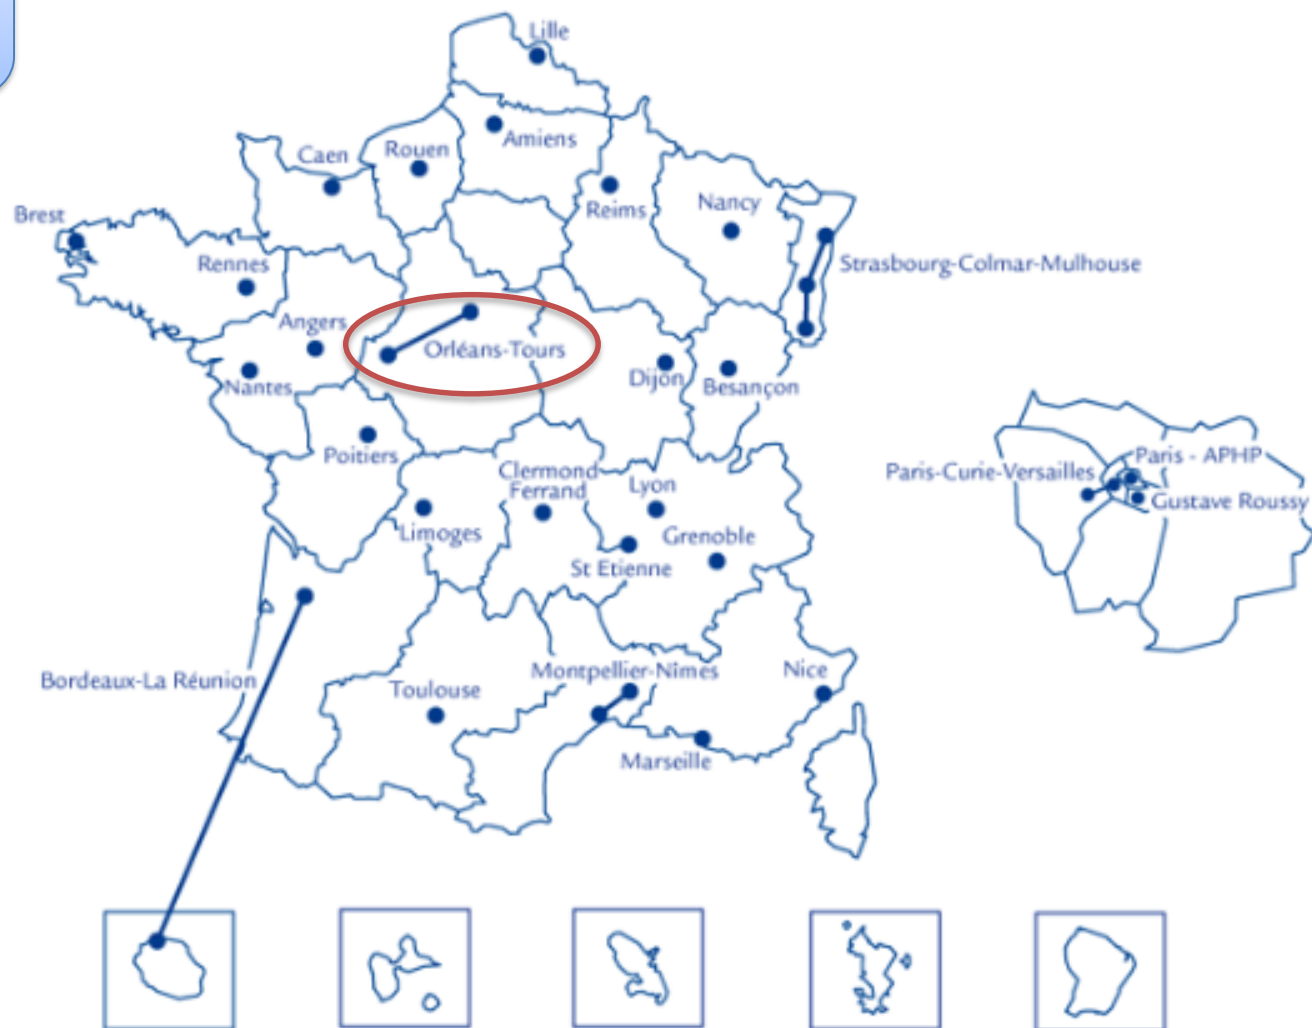 Lille
Amiens
Rouen
Caen
Reims
Nancy
Brest
Rennes
Strasbourg-Colmar-Mulhouse
Angers
Orléans-Tours
Nantes
Dijon
Besançon
Poitiers
Clermond
Ferrand
Lyon
Limoges
Grenoble
St Etienne
Paris - APHP
Paris-Curie-Versailles
Gustave Roussy
Bordeaux-La Réunion
Toulouse
Montpellier-Nîmes
Nice
Marseille